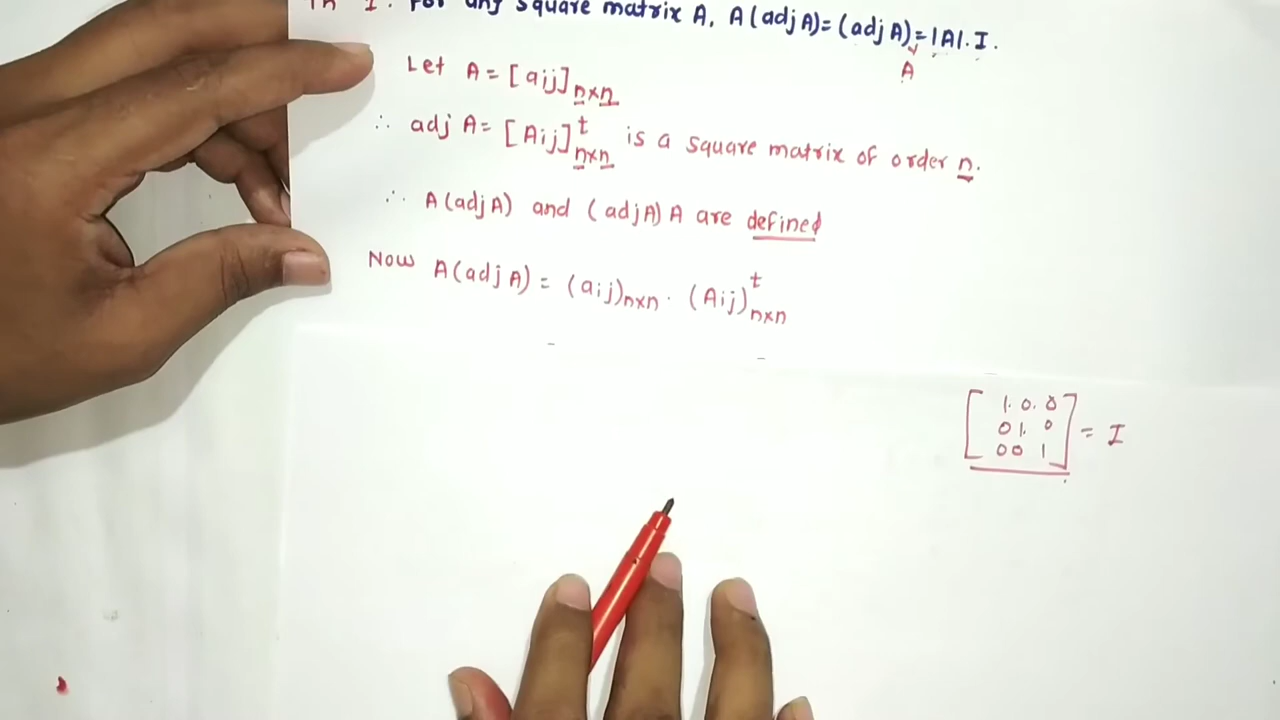 Th I. For any square matrix A, A(adj A) = (adj A) = |A|. I.
A
Let A = [aij]n×n
∴ adj A = [Aij]ᵗn×n is a square matrix of order n.
∴ A(adj A) and (adj A) A are defined
Now A(adj A) = (aij)n×n . (Aij)ᵗn×n
[ 1. 0. 0
0 1. 0 ] = I
0 0 1